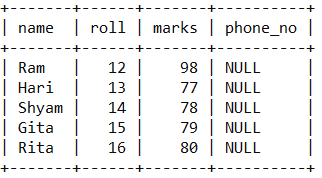 +-------+------+-------+----------+
| name  | roll | marks | phone_no |
+-------+------+-------+----------+
| Ram   |   12 |    98 | NULL     |
| Hari  |   13 |    77 | NULL     |
| Shyam |   14 |    78 | NULL     |
| Gita  |   15 |    79 | NULL     |
| Rita  |   16 |    80 | NULL     |
+-------+------+-------+----------+